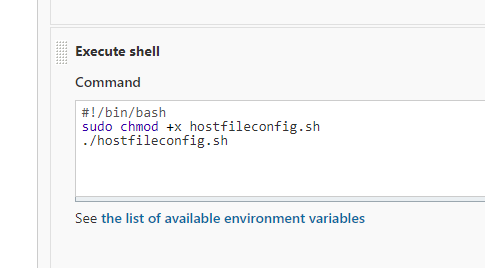 Execute shell
Command
#!/bin/bash
sudo chmod +x hostfileconfig.sh
./hostfileconfig.sh
See the list of available environment variables